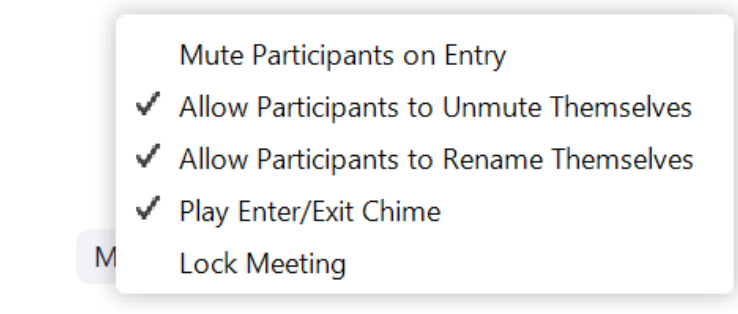 Mute Participants on Entry
✓ Allow Participants to Unmute Themselves
✓ Allow Participants to Rename Themselves
✓ Play Enter/Exit Chime
M
Lock Meeting